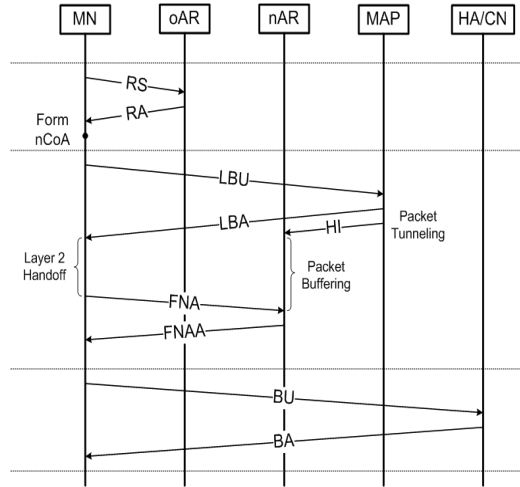 MN oAR nAR MAP HA/CN
RS
RA
Form
nCoA
LBU
LBA
HI
Packet
Tunneling
Layer 2
Handoff
Packet
Buffering
FNA
FNAA
BU
BA